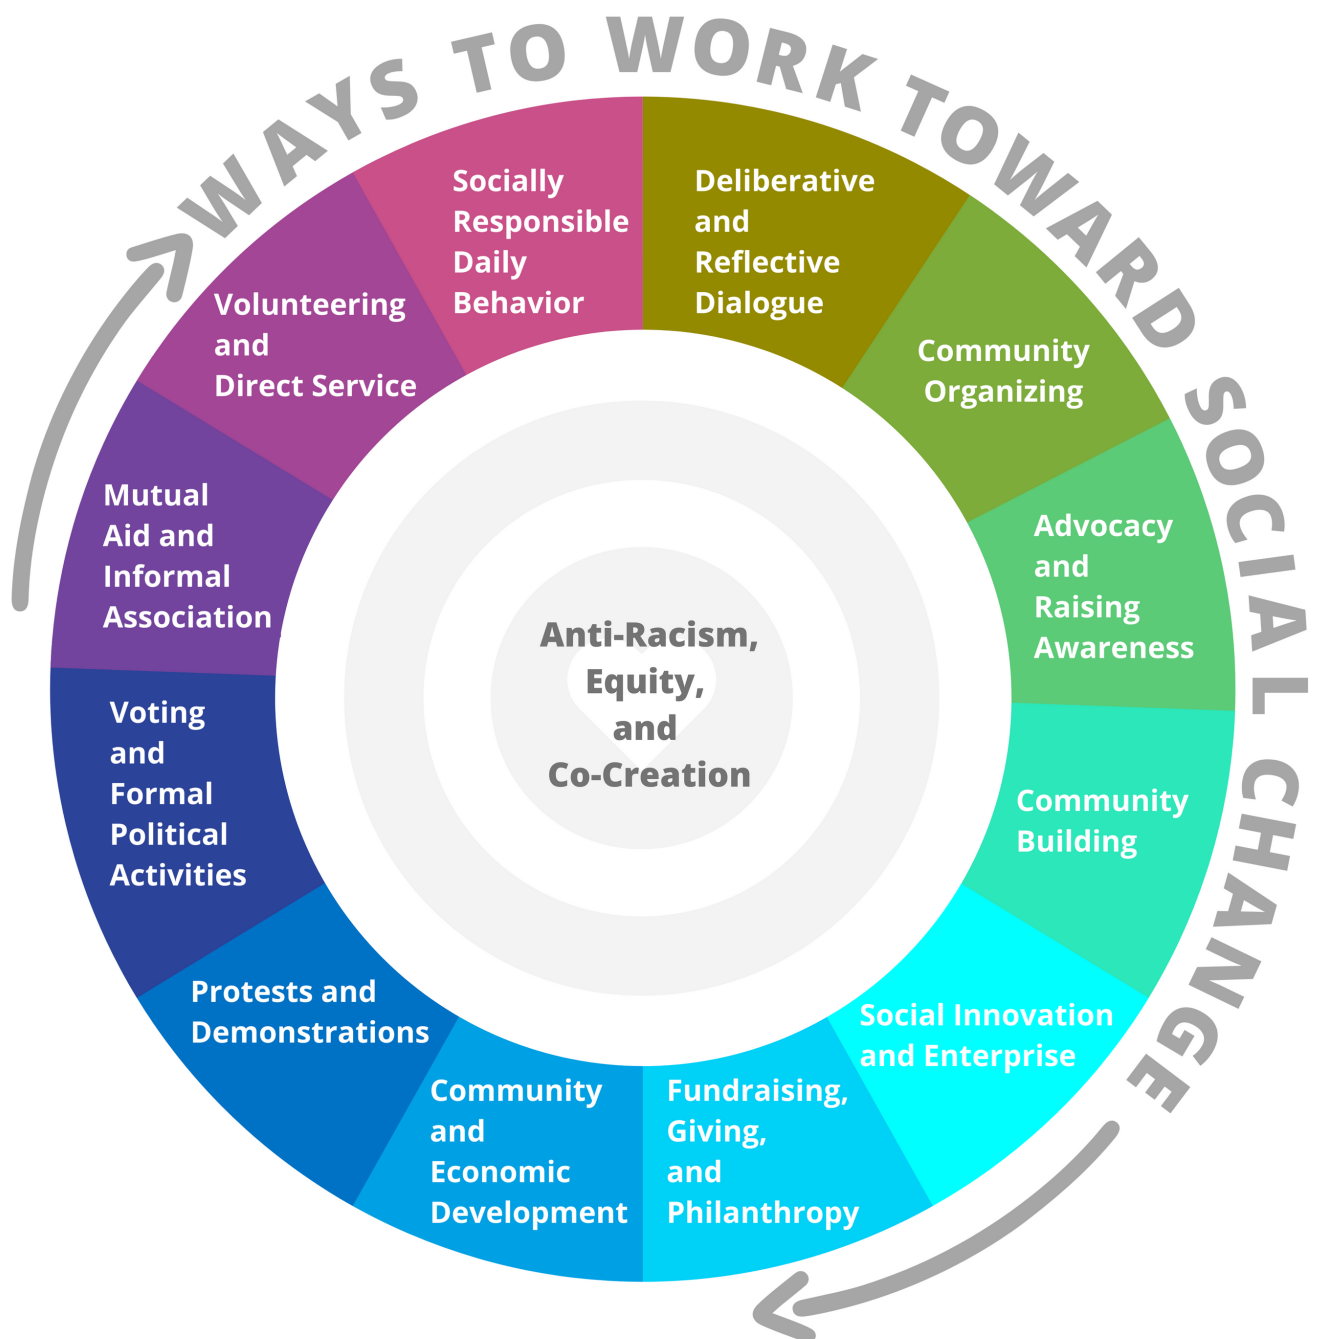 WAYS TO WORK TOWARD SOCIAL CHANGE
Socially
Responsible
Daily
Behavior
Deliberative
and
Reflective
Dialogue
Community
Organizing
Advocacy
and
Raising
Awareness
Community
Building
Social Innovation
and Enterprise
Fundraising,
Giving,
and
Philanthropy
Community
and
Economic
Development
Protests and
Demonstrations
Voting
and
Formal
Political
Activities
Mutual
Aid and
Informal
Association
Volunteering
and
Direct Service
Anti-Racism,
Equity,
and
Co-Creation